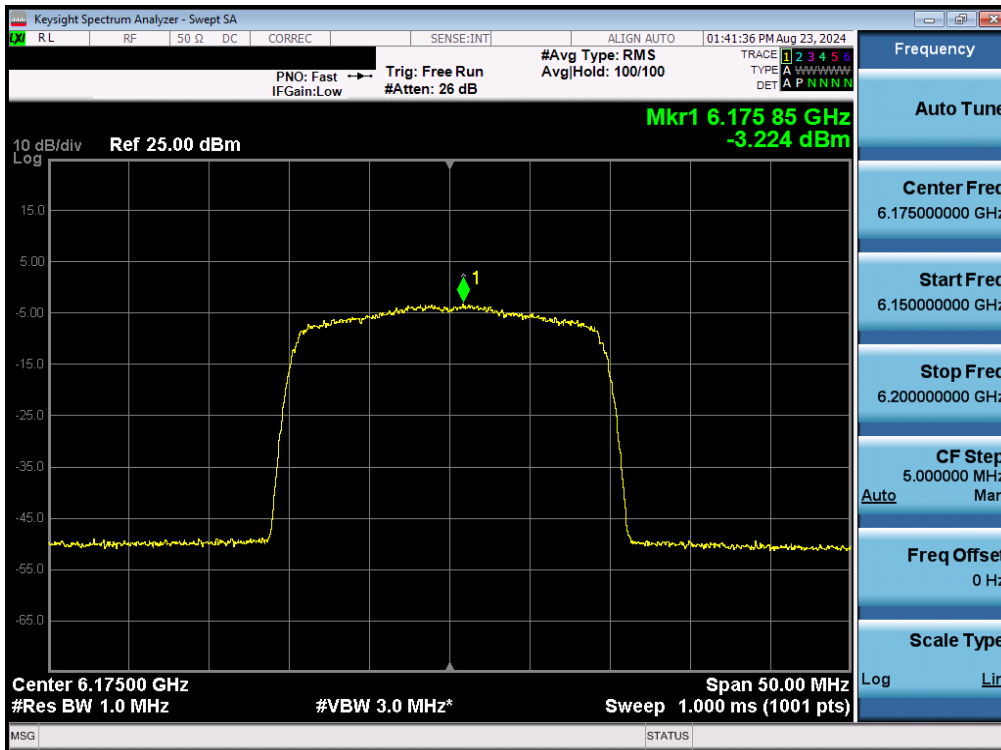 Keysight Spectrum Analyzer - Swept SA
LXI RL RF 50 Ω DC CORREC SENSE:INT ALIGN AUTO 01:41:36 PM Aug 23, 2024
PNO: Fast Trig: Free Run #Avg Type: RMS TRACE 1 2 3 4 5 6
IFGain:Low #Atten: 26 dB Avg|Hold: 100/100 TYPE A WWWWW
DET A P N N N N
Mkr1 6.175 85 GHz
-3.224 dBm
10 dB/div Ref 25.00 dBm
Log
15.0
5.00
1
-5.00
-15.0
-25.0
-35.0
-45.0
-55.0
-65.0
Center 6.17500 GHz Span 50.00 MHz
#Res BW 1.0 MHz #VBW 3.0 MHz* Sweep 1.000 ms (1001 pts)
MSG STATUS
Frequency
Auto Tune
Center Freq
6.175000000 GHz
Start Freq
6.150000000 GHz
Stop Freq
6.200000000 GHz
CF Step
5.000000 MHz
Auto Man
Freq Offset
0 Hz
Scale Type
Log Lin